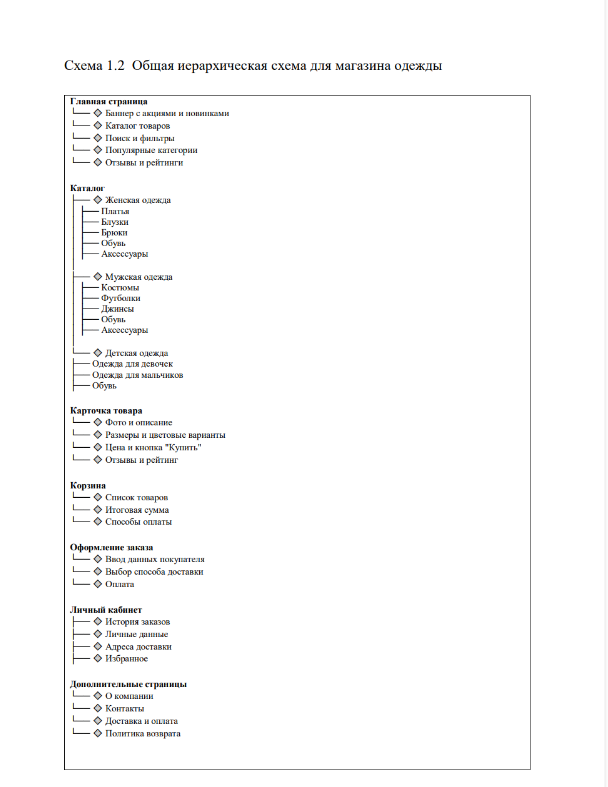 Схема 1.2 Общая иерархическая схема для магазина одежды
Главная страница
Баннер с акциями и новинками
Каталог товаров
Поиск и фильтры
Популярные категории
Отзывы и рейтинги
Каталог
Женская одежда
Платья
Блузки
Брюки
Обувь
Аксессуары
Мужская одежда
Костюмы
Футболки
Джинсы
Обувь
Аксессуары
Детская одежда
Одежда для девочек
Одежда для мальчиков
Обувь
Карточка товара
Фото и описание
Размеры и цветовые варианты
Цена и кнопка "Купить"
Отзывы и рейтинг
Корзина
Список товаров
Итоговая сумма
Способы оплаты
Оформление заказа
Ввод данных покупателя
Выбор способа доставки
Оплата
Личный кабинет
История заказов
Личные данные
Адреса доставки
Избранное
Дополнительные страницы
О компании
Контакты
Доставка и оплата
Политика возврата